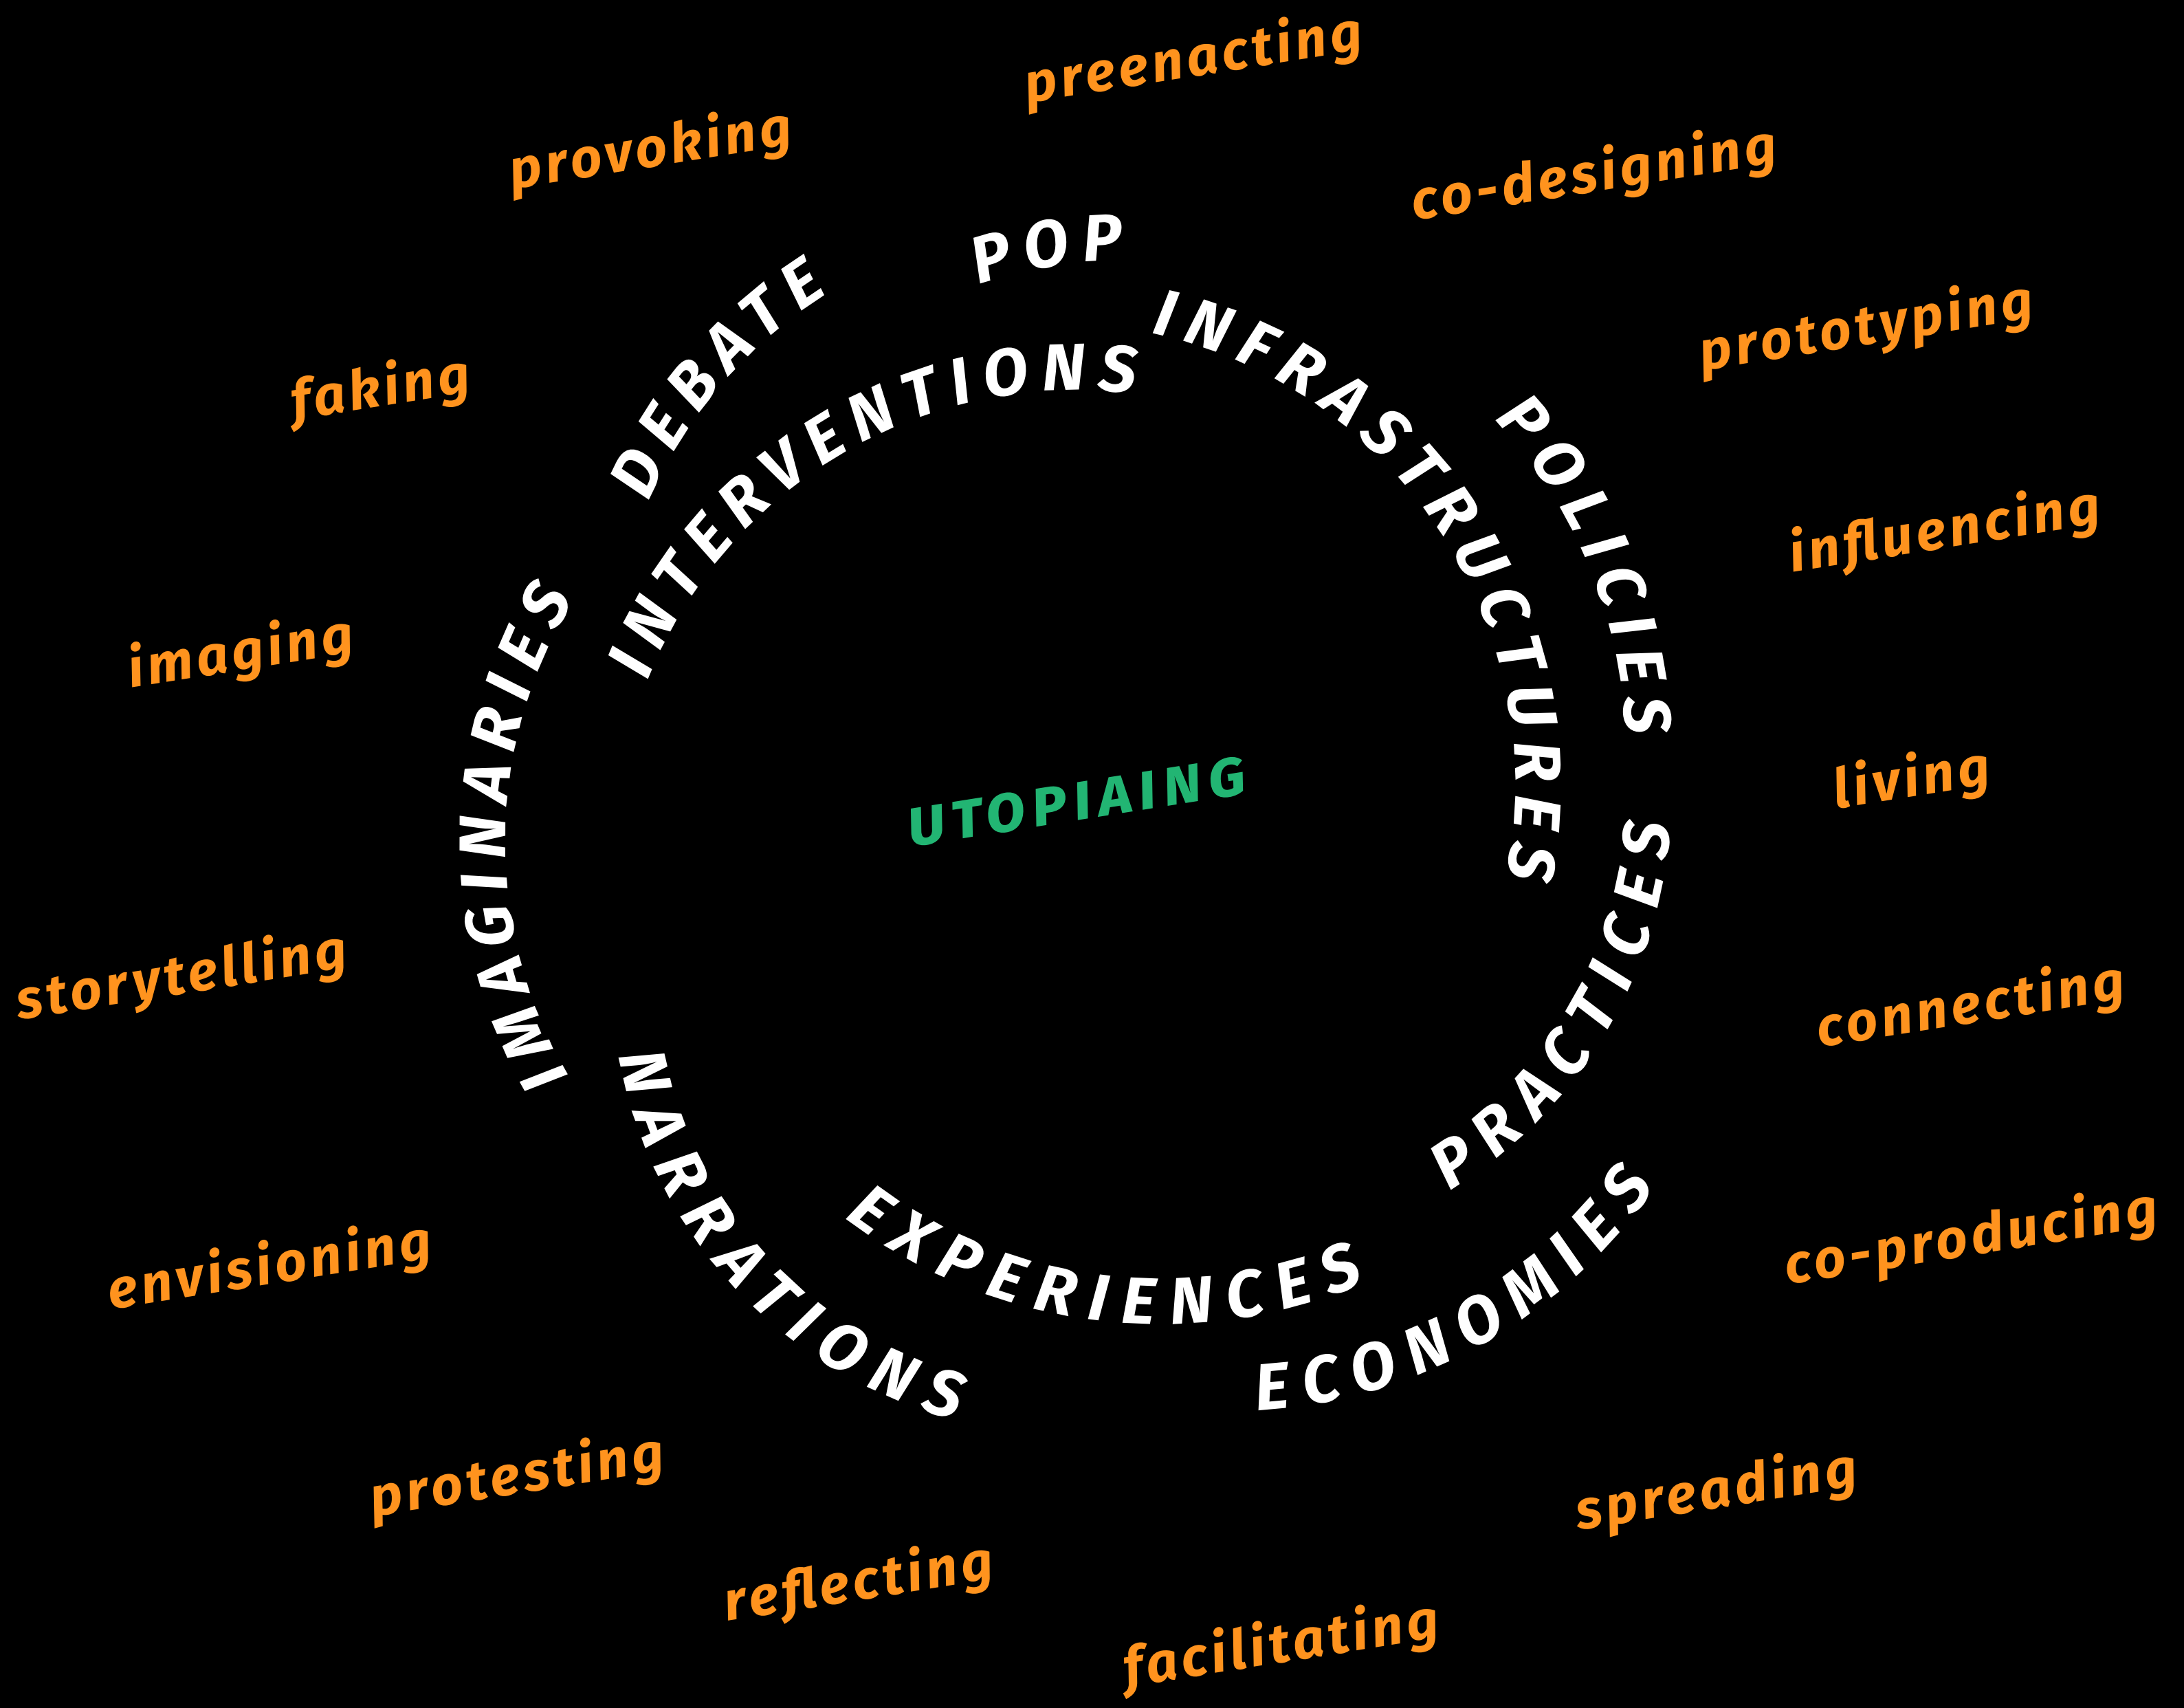 preenacting
provoking
co-designing
POP
DEBATE
INFRASTRUCTURES
prototyping
INTERVENTIONS
faking
POLICIES
influencing
IMAGINARIES
imaging
UTOPIAING
living
storytelling
PRACTICES
connecting
NARRATIONS
EXPERIENCES
ECONOMIES
co-producing
envisioning
protesting
spreading
reflecting
facilitating